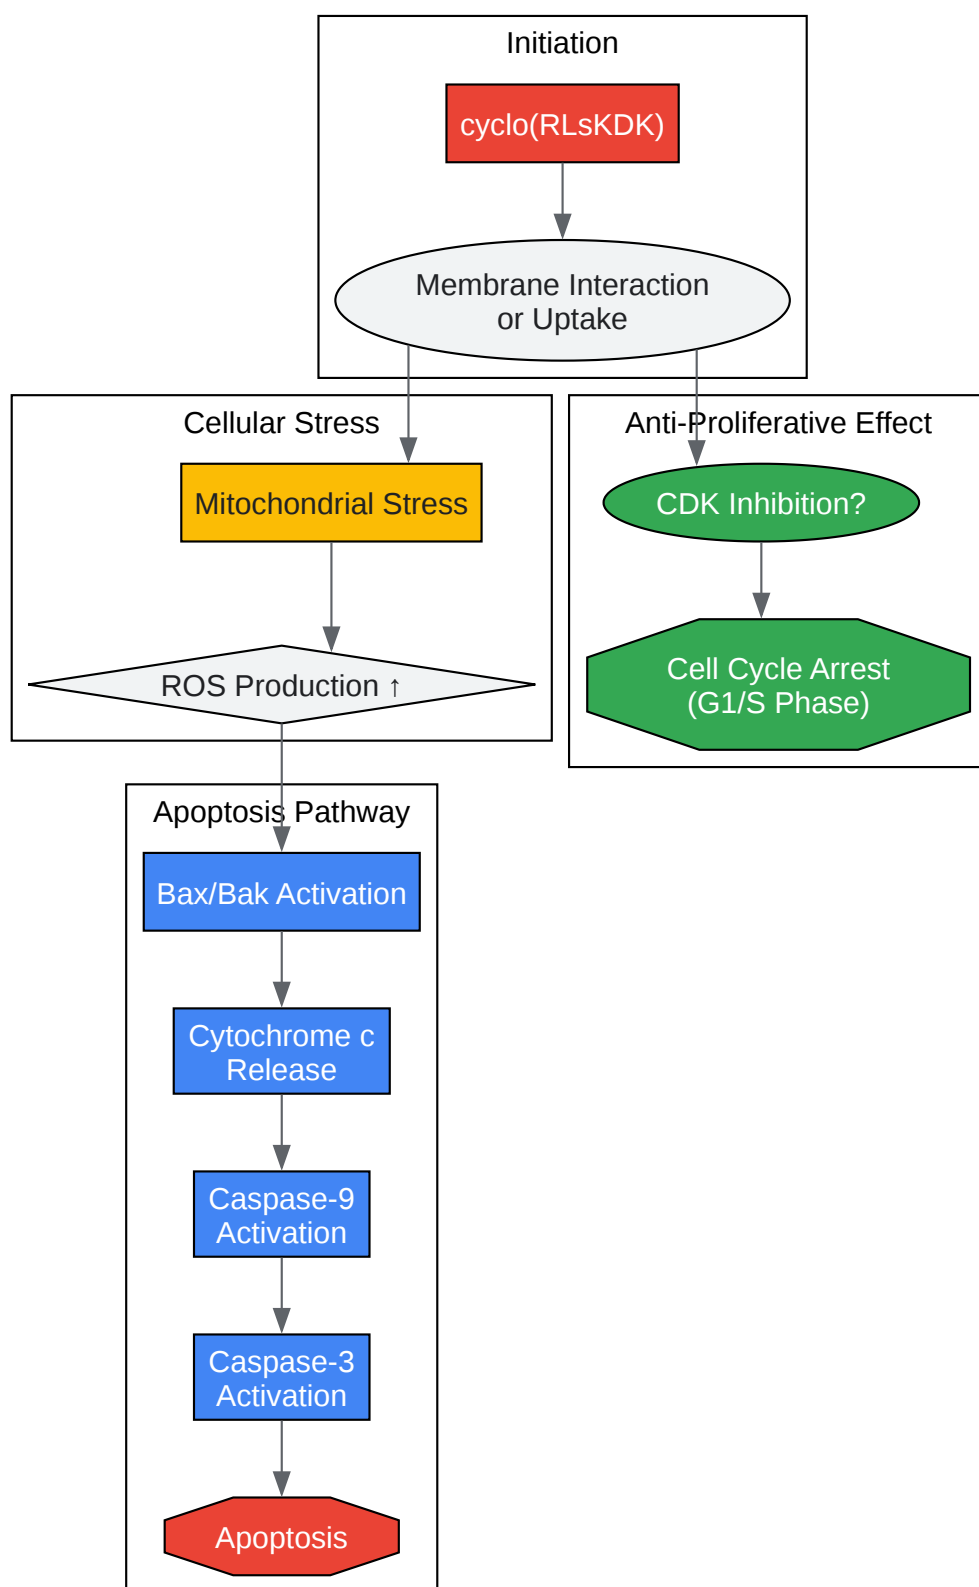 Initiation
cyclo(RLsKDK)
Membrane Interaction
or Uptake
Cellular Stress
Mitochondrial Stress
ROS Production ↑
Anti-Proliferative Effect
CDK Inhibition?
Cell Cycle Arrest
(G1/S Phase)
Apoptosis Pathway
Bax/Bak Activation
Cytochrome c
Release
Caspase-9
Activation
Caspase-3
Activation
Apoptosis